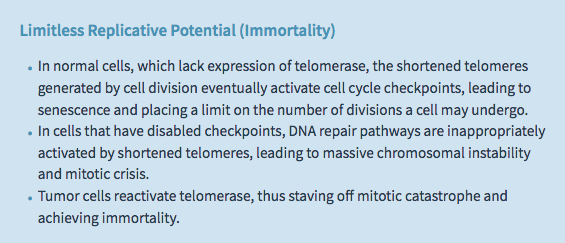 Limitless Replicative Potential (Immortality)
• In normal cells, which lack expression of telomerase, the shortened telomeres
generated by cell division eventually activate cell cycle checkpoints, leading to
senescence and placing a limit on the number of divisions a cell may undergo.
• In cells that have disabled checkpoints, DNA repair pathways are inappropriately
activated by shortened telomeres, leading to massive chromosomal instability
and mitotic crisis.
• Tumor cells reactivate telomerase, thus staving off mitotic catastrophe and
achieving immortality.